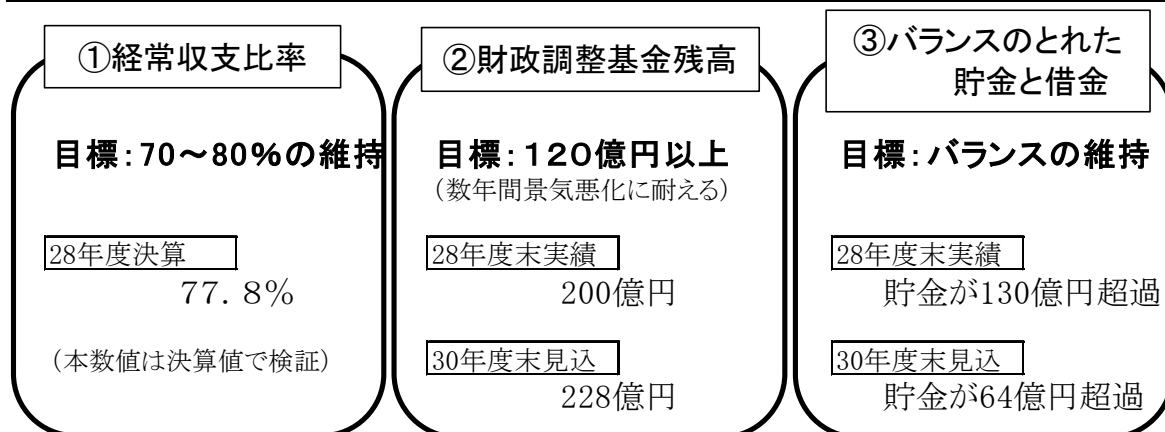 ①経常収支比率
目標:70～80%の維持
28年度決算
77.8%
(本数値は決算値で検証)
②財政調整基金残高
目標:120億円以上
(数年間景気悪化に耐える)
28年度末実績
200億円
30年度末見込
228億円
③バランスのとれた
貯金と借金
目標:バランスの維持
28年度末実績
貯金が130億円超過
30年度末見込
貯金が64億円超過